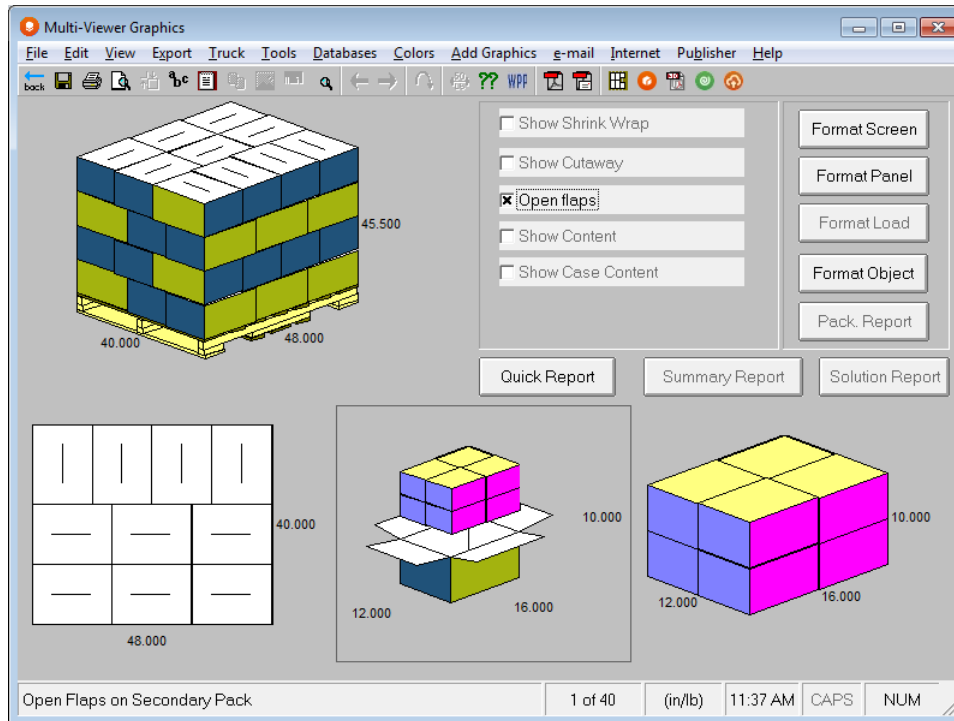 Multi-Viewer Graphics
File Edit View Export Truck Tools Databases Colors Add Graphics e-mail Internet Publisher Help
back abc ?? WPP
Show Shrink Wrap
Show Cutaway
Open flaps
Show Content
Show Case Content
Format Screen
Format Panel
Format Load
Format Object
Pack. Report
45.500
40.000
48.000
Quick Report Summary Report Solution Report
40.000
48.000
10.000
12.000
16.000
10.000
12.000
16.000
Open Flaps on Secondary Pack 1 of 40 (in/lb) 11:37 AM CAPS NUM